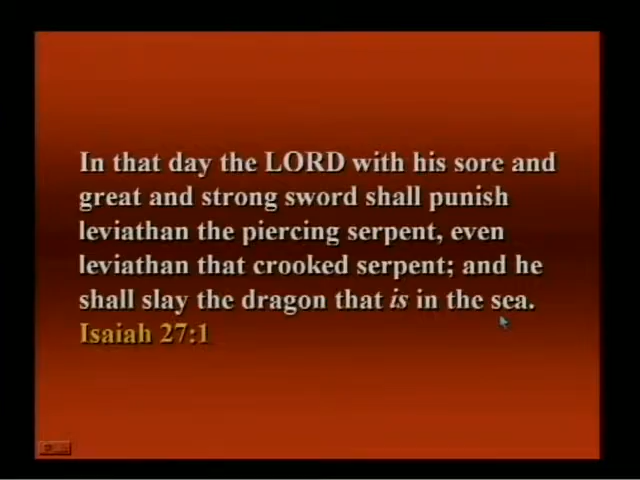 In that day the LORD with his sore and
great and strong sword shall punish
leviathan the piercing serpent, even
leviathan that crooked serpent; and he
shall slay the dragon that is in the sea.
Isaiah 27:1